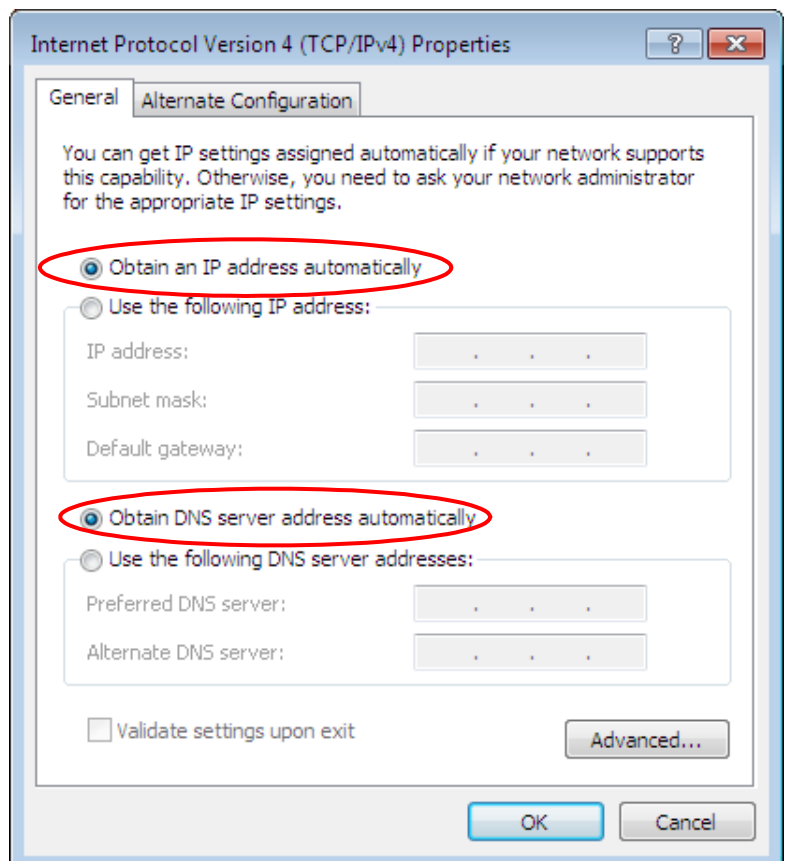 Internet Protocol Version 4 (TCP/IPv4) Properties
General
Alternate Configuration
You can get IP settings assigned automatically if your network supports
this capability. Otherwise, you need to ask your network administrator
for the appropriate IP settings.
Obtain an IP address automatically
Use the following IP address:
IP address:
Subnet mask:
Default gateway:
Obtain DNS server address automatically
Use the following DNS server addresses:
Preferred DNS server:
Alternate DNS server:
Validate settings upon exit
Advanced...
OK
Cancel